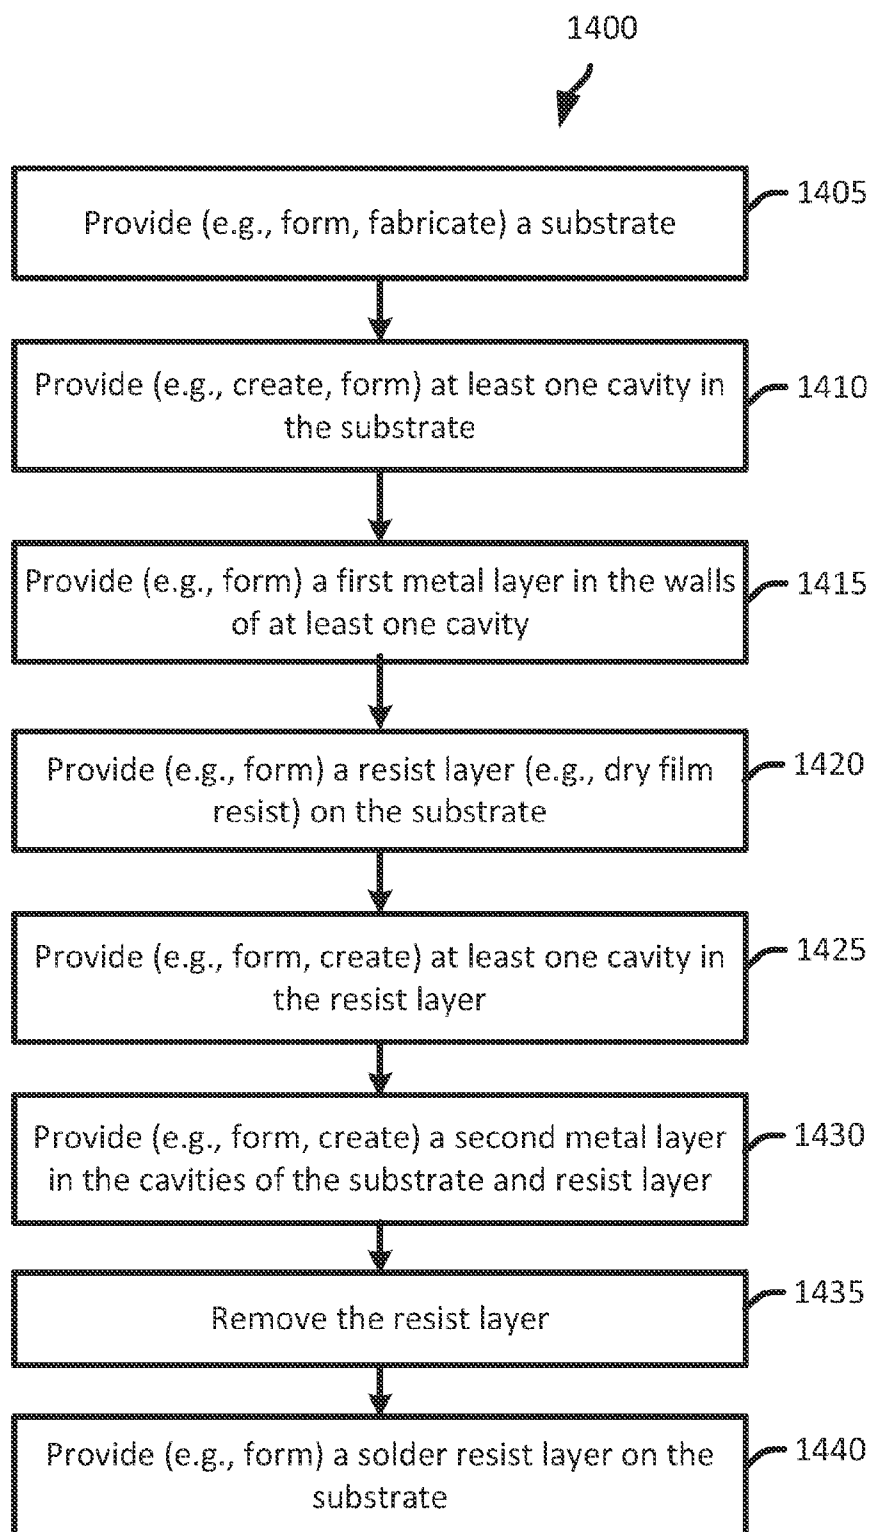 1400
Provide (e.g., form, fabricate) a substrate
1405
Provide (e.g., create, form) at least one cavity in
the substrate
1410
Provide (e.g., form) a first metal layer in the walls
of at least one cavity
1415
Provide (e.g., form) a resist layer (e.g., dry film
resist) on the substrate
1420
Provide (e.g., form, create) at least one cavity in
the resist layer
1425
Provide (e.g., form, create) a second metal layer
in the cavities of the substrate and resist layer
1430
Remove the resist layer
1435
Provide (e.g., form) a solder resist layer on the
substrate
1440